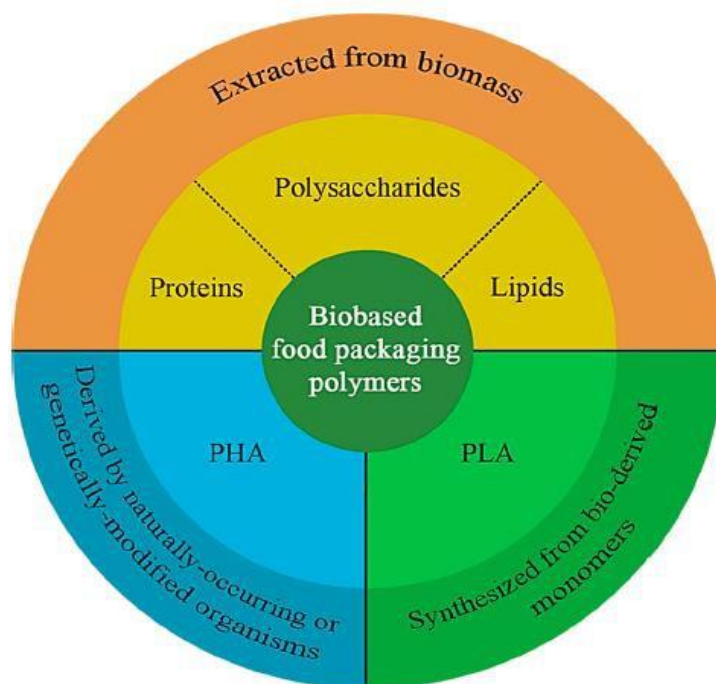 Extracted from biomass
Polysaccharides
Proteins
Lipids
Biobased
food packaging
polymers
PHA
PLA
Derived by naturally-occurring or
genetically-modified organisms
Synthesized from bio-derived
monomers